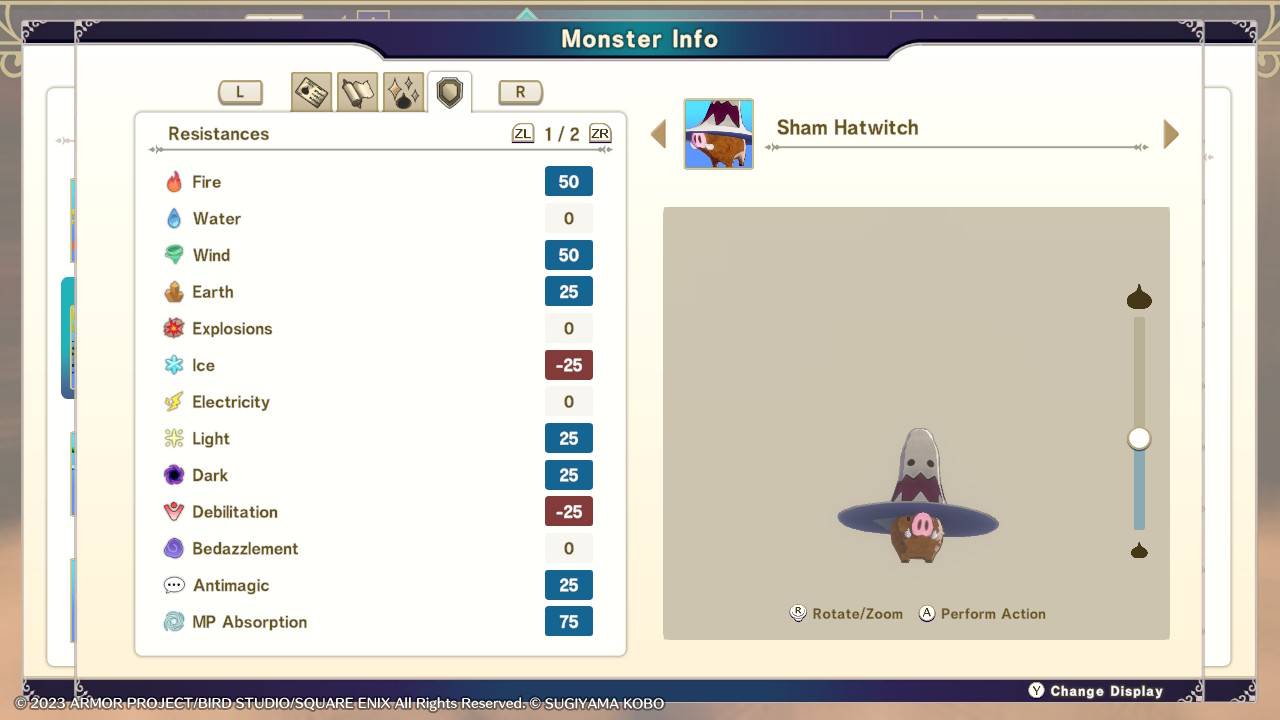 Monster Info
L
R
Resistances
ZL 1 / 2 ZR
Sham Hatwitch
Fire 50
Water 0
Wind 50
Earth 25
Explosions 0
Ice -25
Electricity 0
Light 25
Dark 25
Debilitation -25
Bedazzlement 0
Antimagic 25
MP Absorption 75
R Rotate/Zoom A Perform Action
Y Change Display
© 2023 ARMOR PROJECT/BIRD STUDIO/SQUARE ENIX All Rights Reserved. © SUGIYAMA KOBO